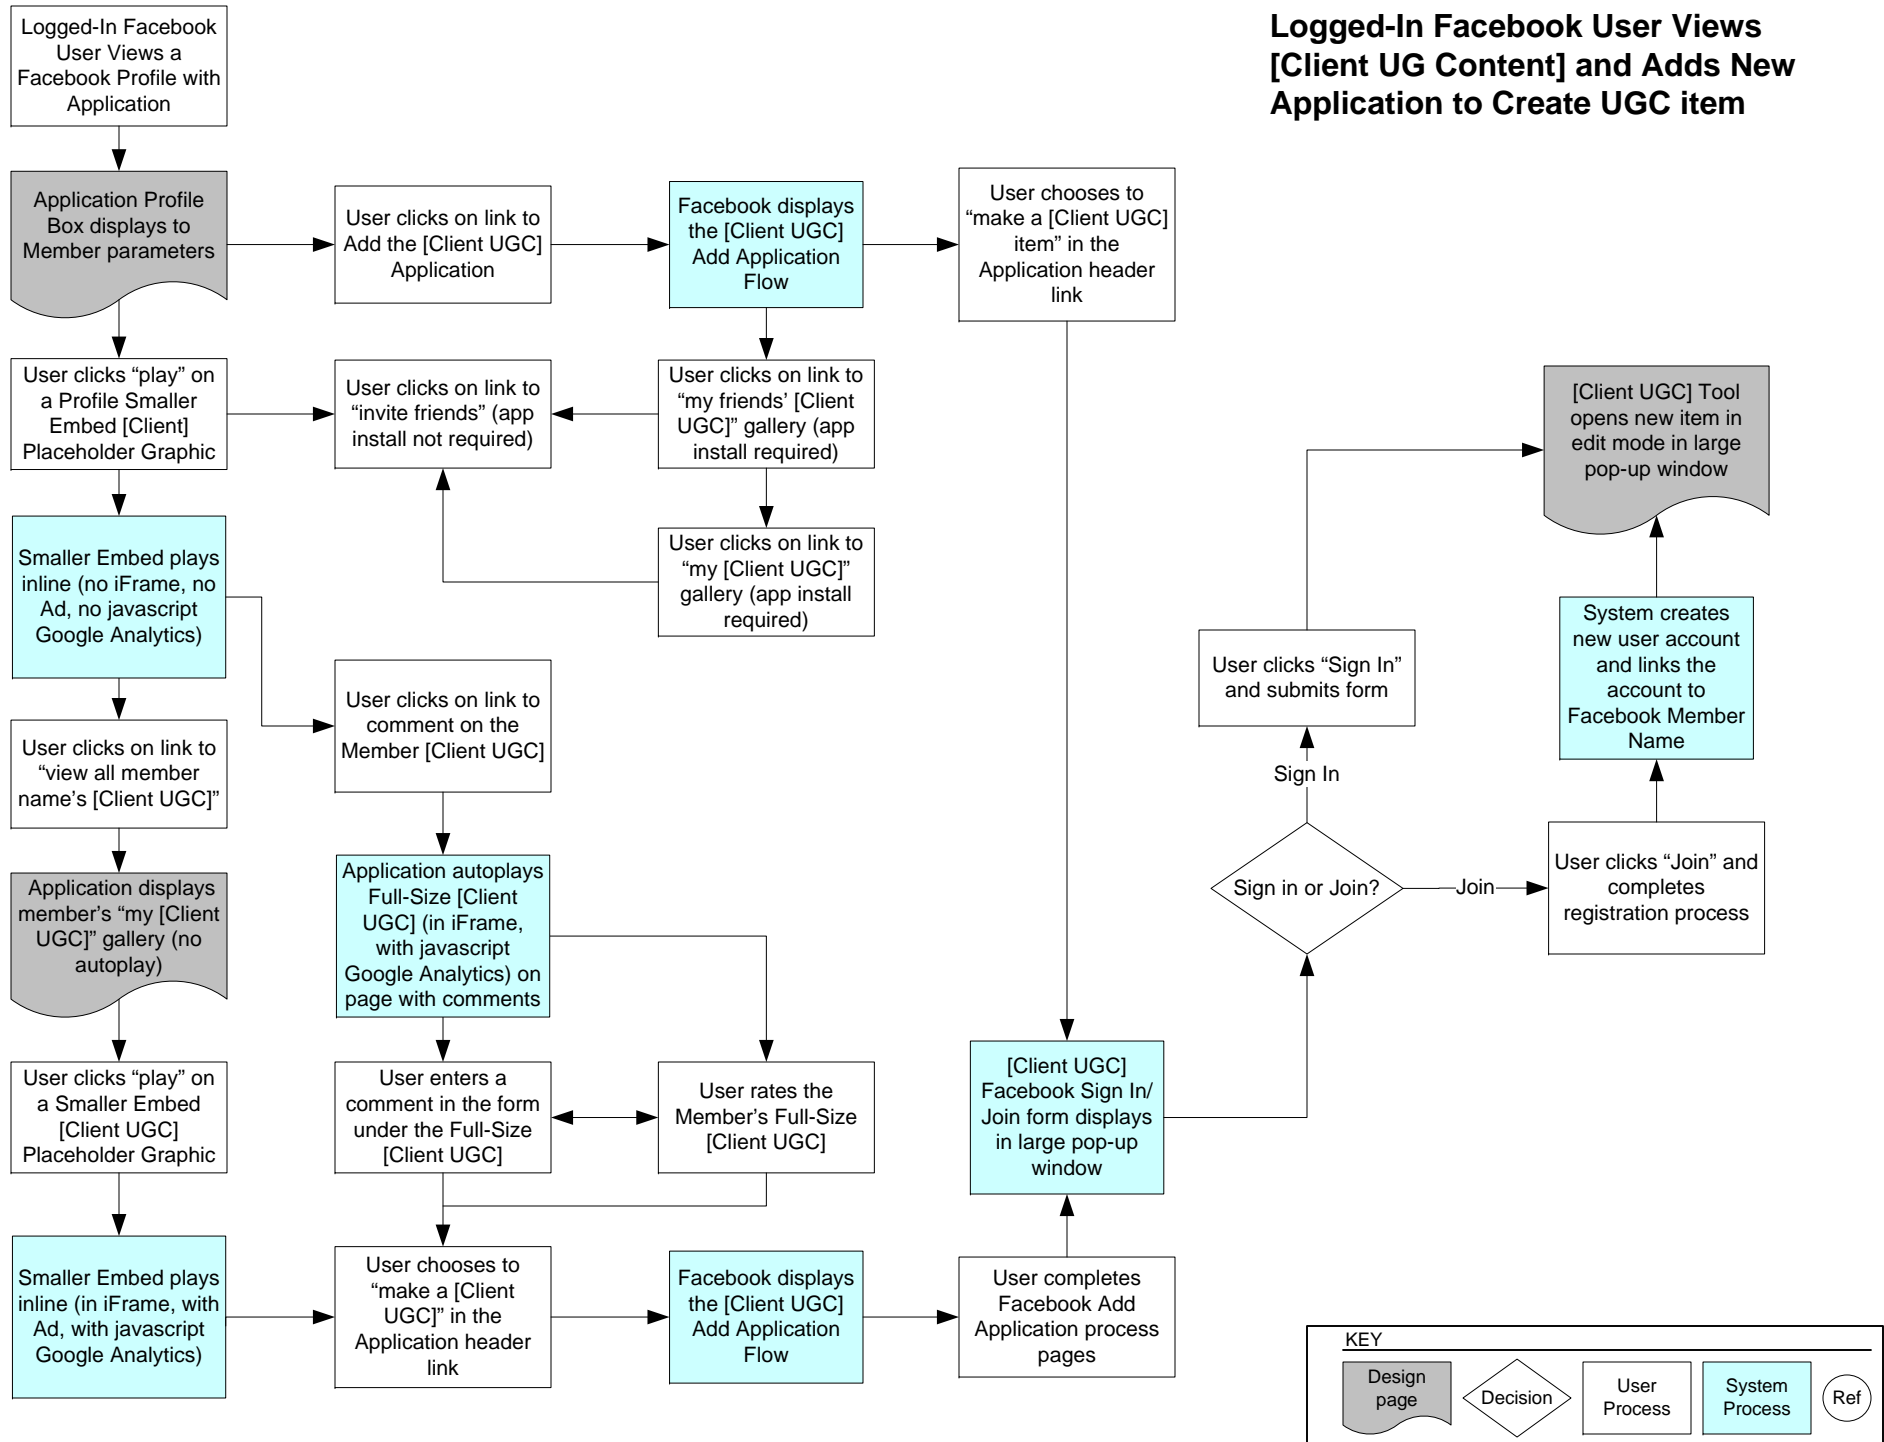 Logged-In Facebook User Views
[Client UG Content] and Adds New
Application to Create UGC item
Logged-In Facebook
User Views a
Facebook Profile with
Application
Application Profile
Box displays to
Member parameters
User clicks on link to
Add the [Client UGC]
Application
Facebook displays
the [Client UGC]
Add Application
Flow
User chooses to
“make a [Client UGC]
item” in the
Application header
link
User clicks “play” on
a Profile Smaller
Embed [Client]
Placeholder Graphic
User clicks on link to
“invite friends” (app
install not required)
User clicks on link to
“my friends’ [Client
UGC]” gallery (app
install required)
[Client UGC] Tool
opens new item in
edit mode in large
pop-up window
Smaller Embed plays
inline (no iFrame, no
Ad, no javascript
Google Analytics)
User clicks on link to
“my [Client UGC]”
gallery (app install
required)
User clicks on link to
comment on the
Member [Client UGC]
User clicks “Sign In”
and submits form
System creates
new user account
and links the
account to
Facebook Member
Name
User clicks on link to
“view all member
name’s [Client UGC]”
Sign In
Application displays
member’s “my [Client
UGC]” gallery (no
autoplay)
Application autoplays
Full-Size [Client
UGC] (in iFrame,
with javascript
Google Analytics) on
page with comments
Sign in or Join?
Join
User clicks “Join” and
completes
registration process
User clicks “play” on
a Smaller Embed
[Client UGC]
Placeholder Graphic
User enters a
comment in the form
under the Full-Size
[Client UGC]
User rates the
Member’s Full-Size
[Client UGC]
[Client UGC]
Facebook Sign In/
Join form displays
in large pop-up
window
Smaller Embed plays
inline (in iFrame, with
Ad, with javascript
Google Analytics)
User chooses to
“make a [Client
UGC]” in the
Application header
link
Facebook displays
the [Client UGC]
Add Application
Flow
User completes
Facebook Add
Application process
pages
KEY
Design
page
Decision
User
Process
System
Process
Ref